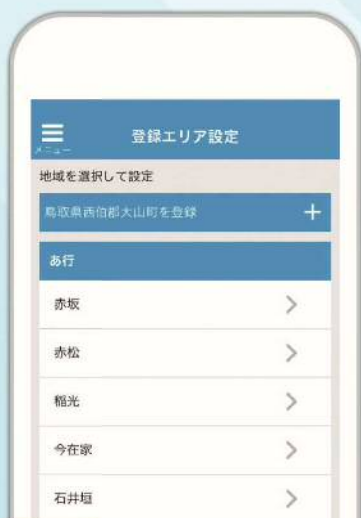 メニュー
登録エリア設定
地域を選択して設定
鳥取県西伯郡大山町を登録
あ行
赤坂
赤松
稲光
今在家
石井垣